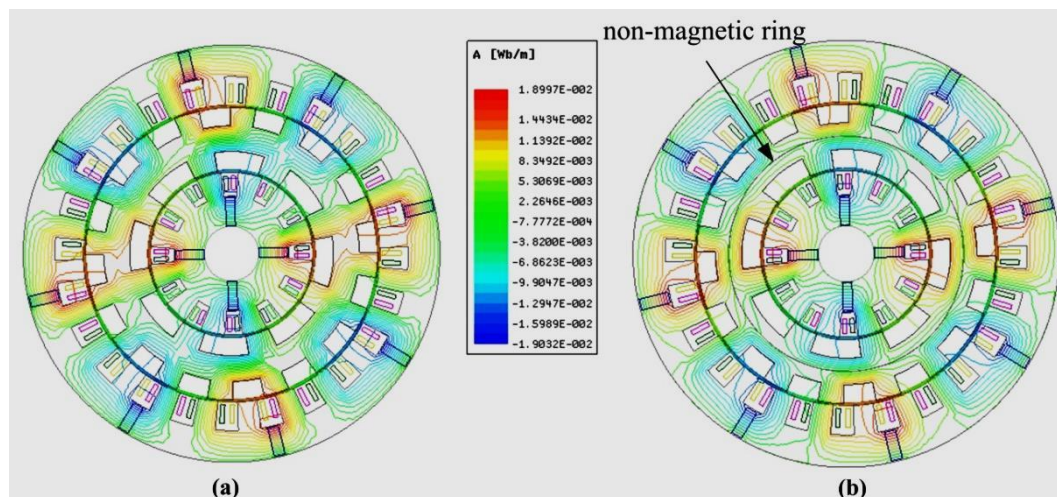 non-magnetic ring
A [Wb/m]
1.8997E-002
1.4434E-002
1.1392E-002
8.3492E-003
5.3069E-003
2.2646E-003
-7.7772E-004
-3.8200E-003
-6.8623E-003
-9.9047E-003
-1.2947E-002
-1.5989E-002
-1.9032E-002
(a)
(b)